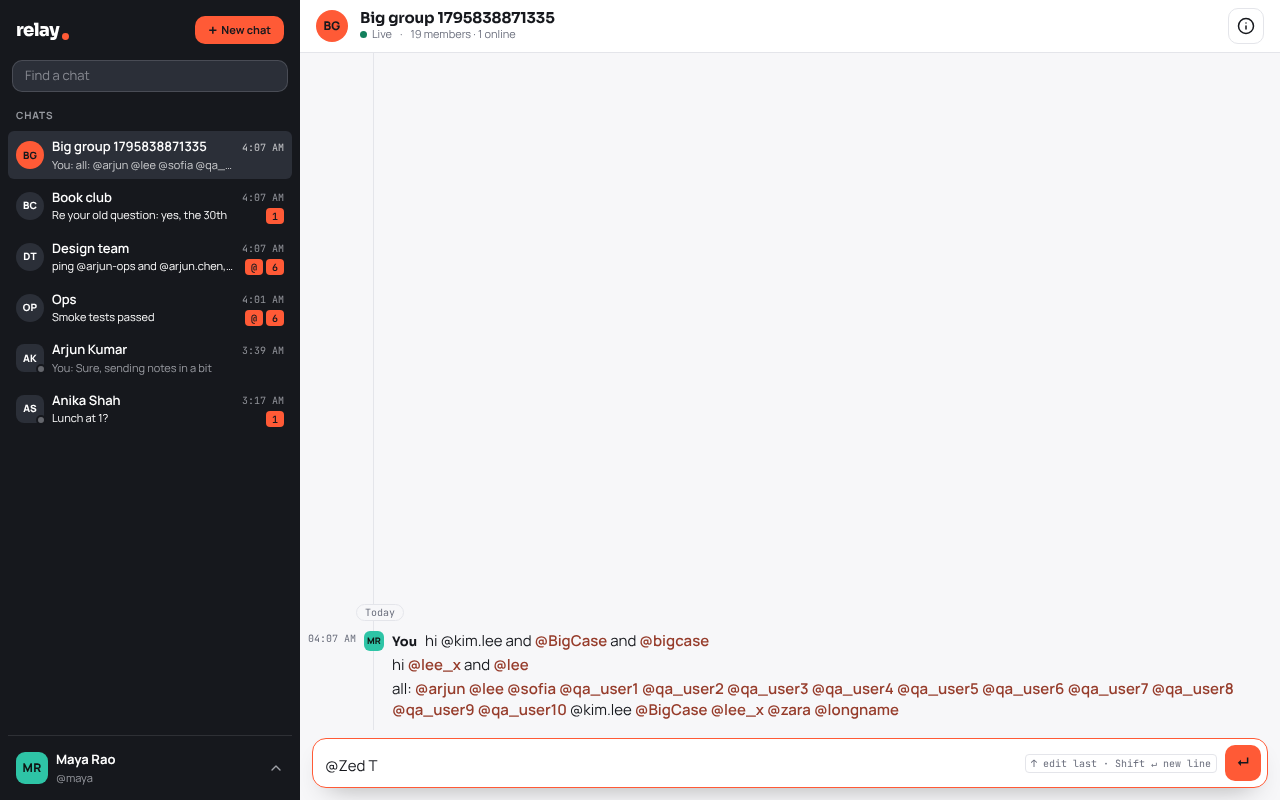 relay.
+ New chat
Find a chat
CHATS
BG
Big group 1795838871335
4:07 AM
You: all: @arjun @lee @sofia @qa_…
BC
Book club
4:07 AM
Re your old question: yes, the 30th
1
DT
Design team
4:07 AM
ping @arjun-ops and @arjun.chen,…
@ 6
OP
Ops
4:01 AM
Smoke tests passed
@ 6
AK
Arjun Kumar
3:39 AM
You: Sure, sending notes in a bit
AS
Anika Shah
3:17 AM
Lunch at 1?
1
MR
Maya Rao
@maya
BG
Big group 1795838871335
Live · 19 members · 1 online
Today
04:07 AM
MR
You hi @kim.lee and @BigCase and @bigcase
hi @lee_x and @lee
all: @arjun @lee @sofia @qa_user1 @qa_user2 @qa_user3 @qa_user4 @qa_user5 @qa_user6 @qa_user7 @qa_user8
@qa_user9 @qa_user10 @kim.lee @BigCase @lee_x @zara @longname
@Zed T
↑ edit last · Shift ↵ new line